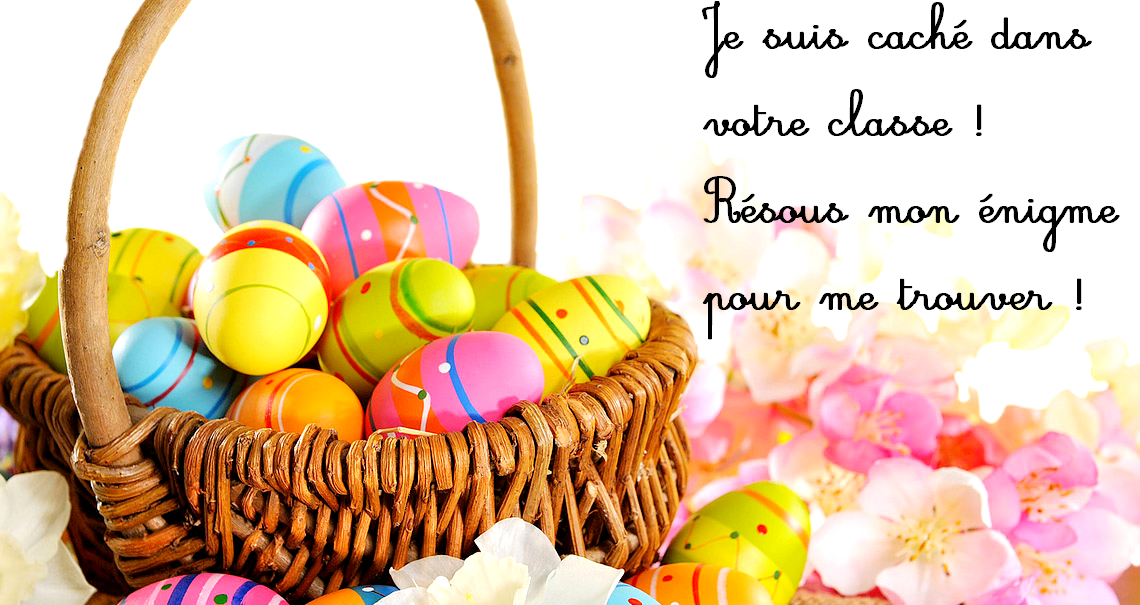 Je suis caché dans
votre classe !
Résous mon énigme
pour me trouver !